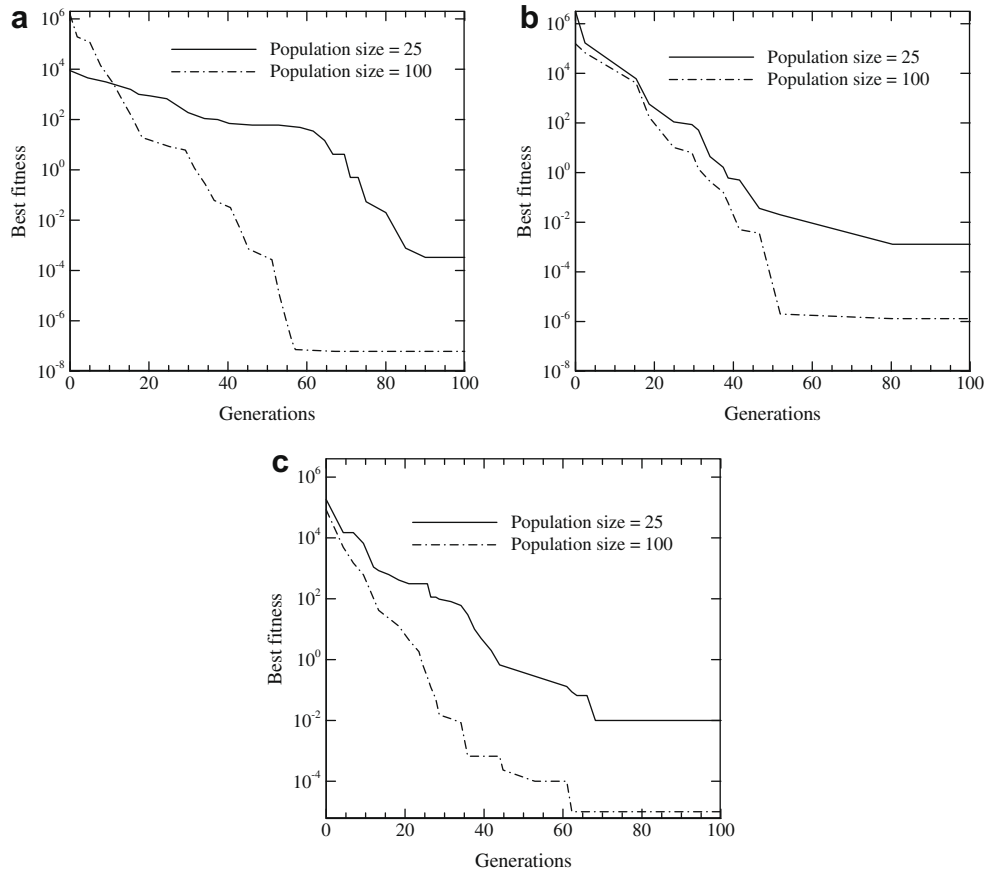 a
10^6
10^4
10^2
10^0
10^-2
10^-4
10^-6
10^-8
Best fitness
Population size = 25
Population size = 100
0 20 40 60 80 100
Generations
b
10^6
10^4
10^2
10^0
10^-2
10^-4
10^-6
10^-8
Best fitness
Population size = 25
Population size = 100
0 20 40 60 80 100
Generations
c
10^6
10^4
10^2
10^0
10^-2
10^-4
Best fitness
Population size = 25
Population size = 100
0 20 40 60 80 100
Generations